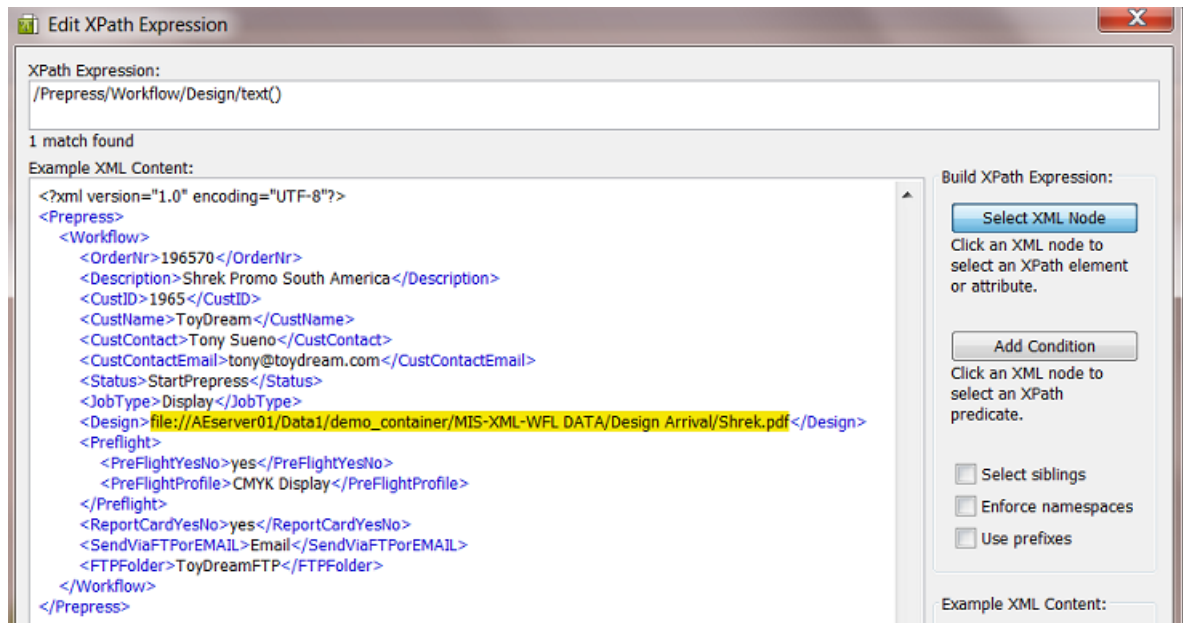 Edit XPath Expression
X
XPath Expression:
/Prepress/Workflow/Design/text()
1 match found
Example XML Content:
<?xml version="1.0" encoding="UTF-8"?>
<Prepress>
<Workflow>
<OrderNr>196570</OrderNr>
<Description>Shrek Promo South America</Description>
<CustID>1965</CustID>
<CustName>ToyDream</CustName>
<CustContact>Tony Sueno</CustContact>
<CustContactEmail>tony@toydream.com</CustContactEmail>
<Status>StartPrepress</Status>
<JobType>Display</JobType>
<Design>file://AEserver01/Data1/demo_container/MIS-XML-WFL DATA/Design Arrival/Shrek.pdf</Design>
<Preflight>
<PreFlightYesNo>yes</PreFlightYesNo>
<PreFlightProfile>CMYK Display</PreFlightProfile>
</Preflight>
<ReportCardYesNo>yes</ReportCardYesNo>
<SendViaFTPorEMAIL>Email</SendViaFTPorEMAIL>
<FTPFolder>ToyDreamFTP</FTPFolder>
</Workflow>
</Prepress>
Build XPath Expression:
Select XML Node
Click an XML node to
select an XPath element
or attribute.
Add Condition
Click an XML node to
select an XPath
predicate.
Select siblings
Enforce namespaces
Use prefixes
Example XML Content: